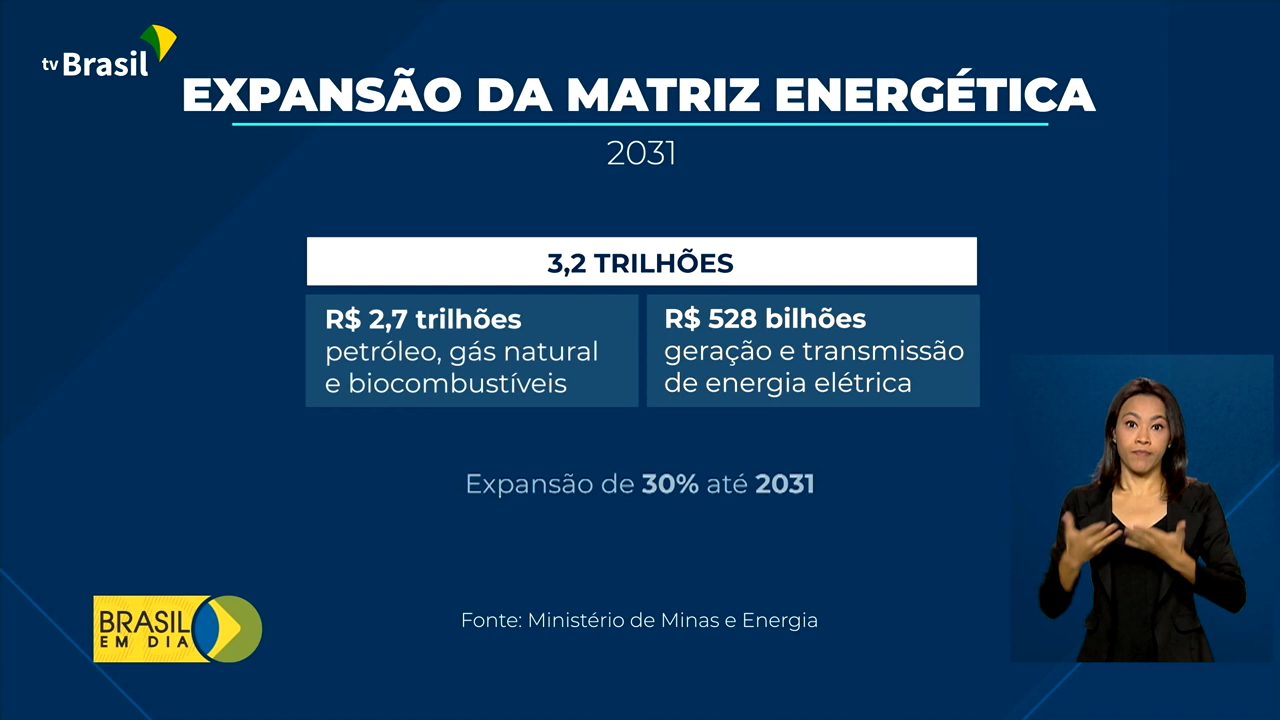 tv Brasil
EXPANSÃO DA MATRIZ ENERGÉTICA
2031
3,2 TRILHÕES
R$ 2,7 trilhões
petróleo, gás natural
e biocombustíveis
R$ 528 bilhões
geração e transmissão
de energia elétrica
Expansão de 30% até 2031
BRASIL
EM DIA
Fonte: Ministério de Minas e Energia